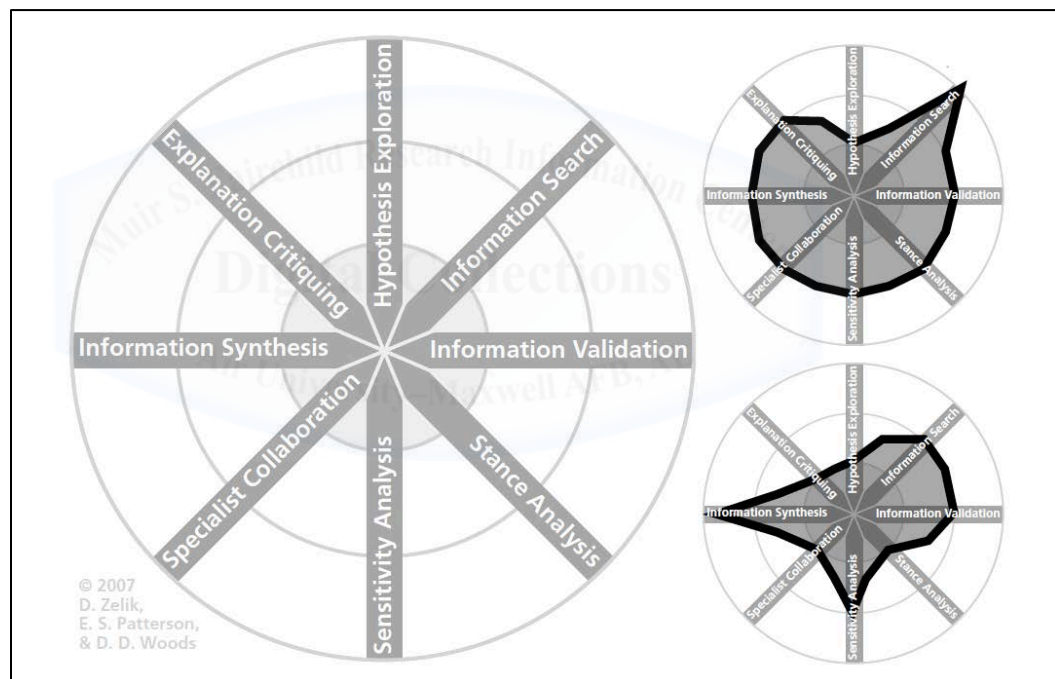 Hypothesis Exploration
Information Search
Information Validation
Stance Analysis
Sensitivity Analysis
Specialist Collaboration
Information Synthesis
Explanation Critiquing
© 2007
D. Zelik,
E. S. Patterson,
& D. D. Woods
Hypothesis Exploration
Information Search
Information Validation
Stance Analysis
Sensitivity Analysis
Specialist Collaboration
Information Synthesis
Explanation Critiquing
Hypothesis Exploration
Information Search
Information Validation
Stance Analysis
Sensitivity Analysis
Specialist Collaboration
Information Synthesis
Explanation Critiquing
Digital Collections